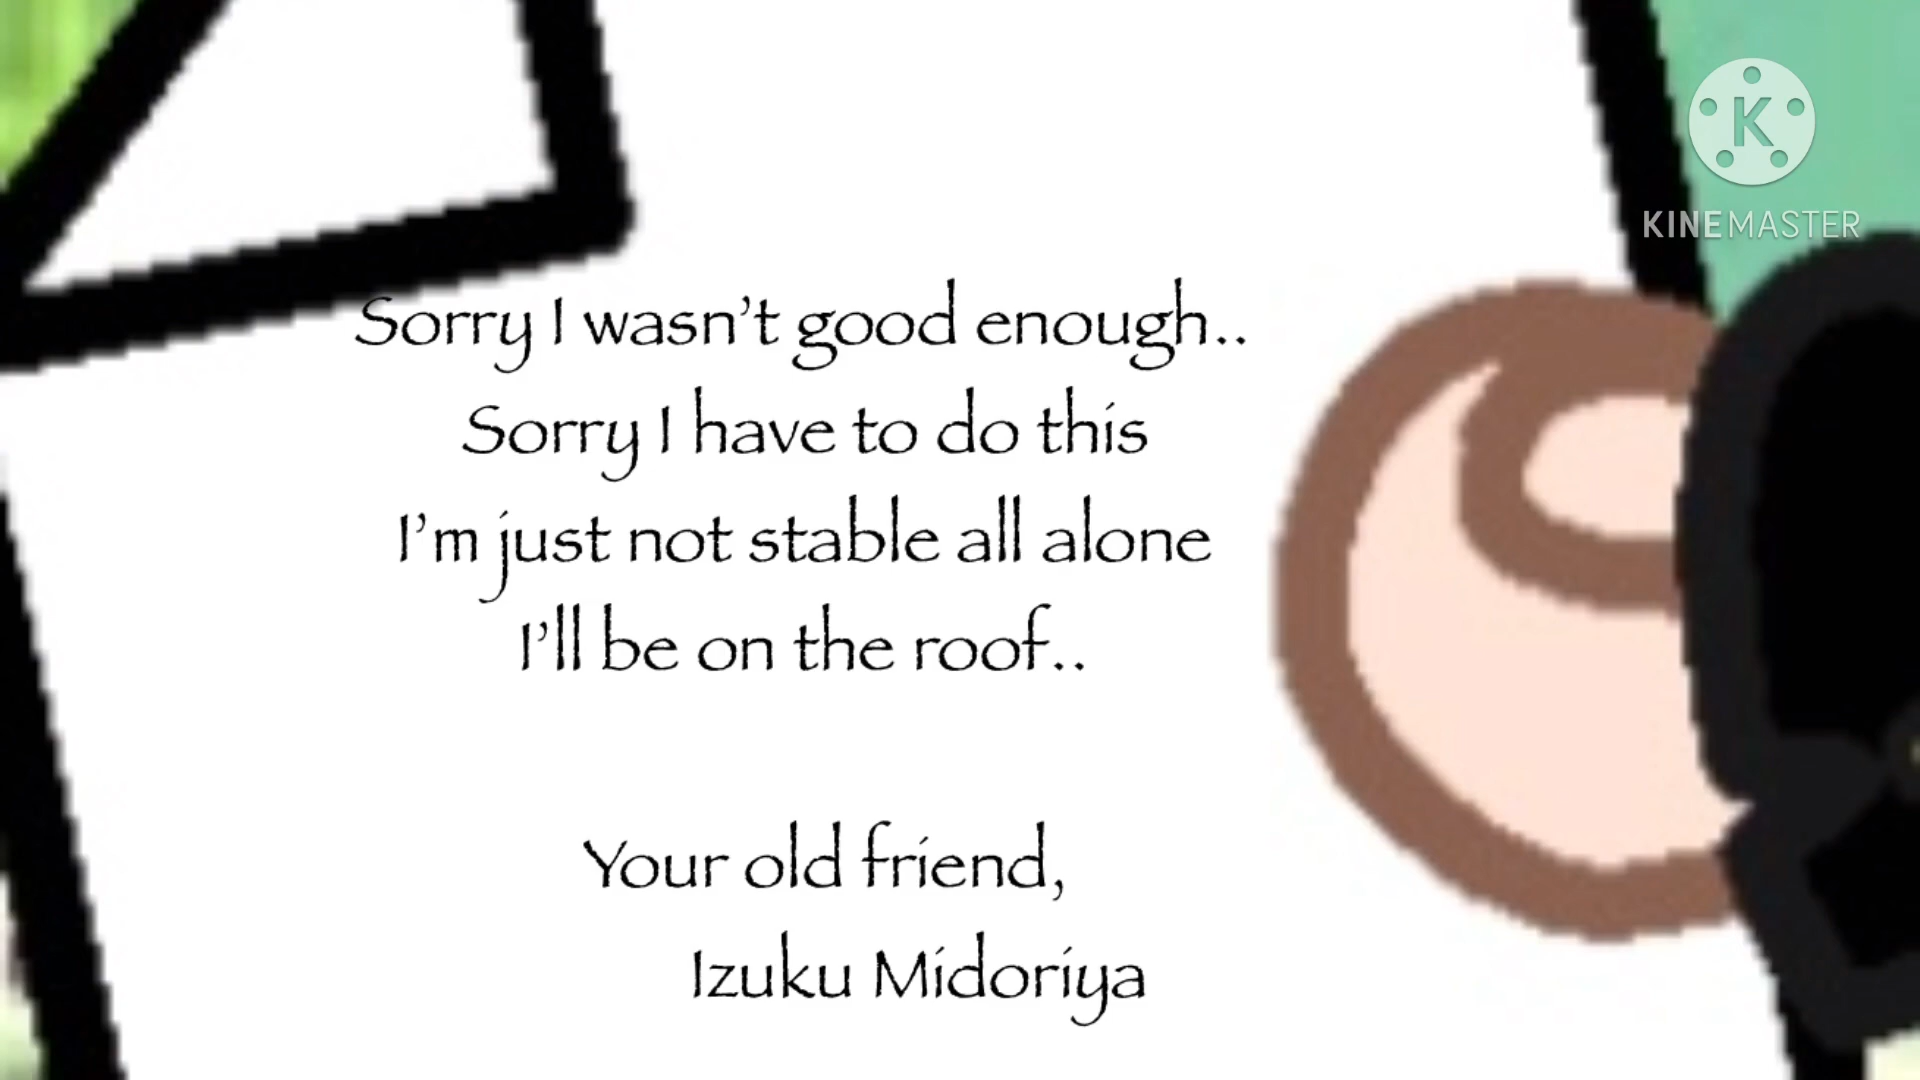 K
KINEMASTER
Sorry I wasn't good enough..
Sorry I have to do this
I'm just not stable all alone
I'll be on the roof..
Your old friend,
Izuku Midoriya